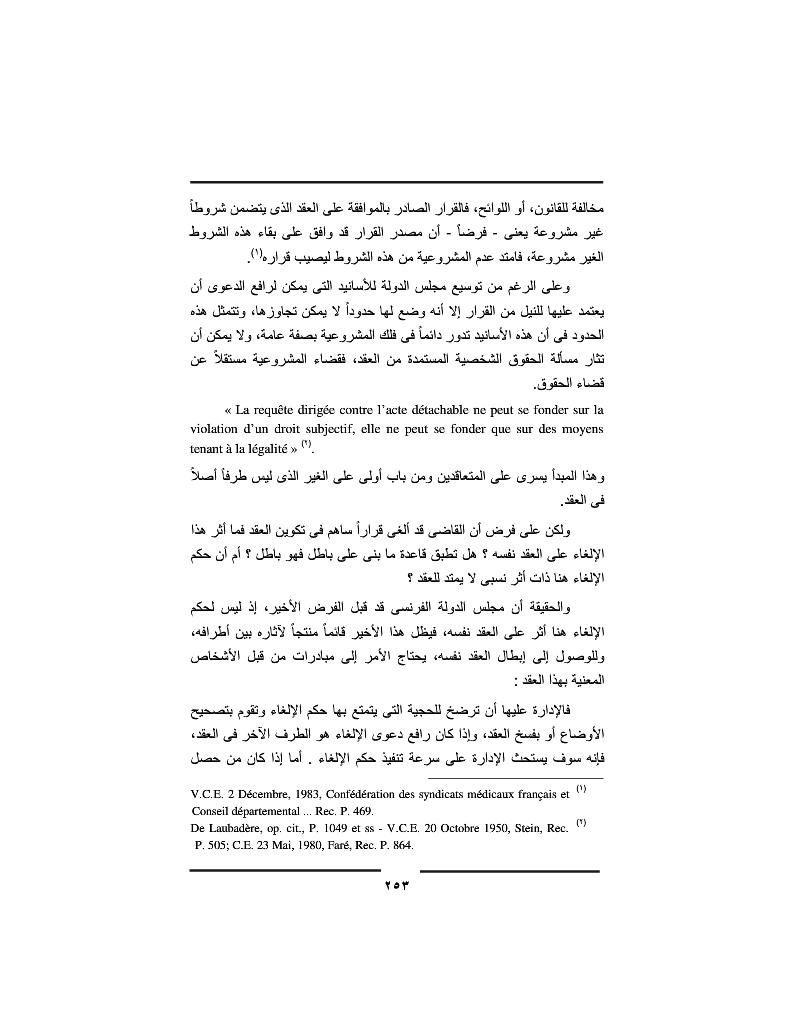 مخالفة للقانون، أو اللوائح، فالقرار الصادر بالموافقة على العقد الذى يتضمن شروطاً
غير مشروعة يعنى - فرضاً - أن مصدر القرار قد وافق على بقاء هذه الشروط
الغير مشروعة، فامتد عدم المشروعية من هذه الشروط ليصيب قراره(١).
وعلى الرغم من توسيع مجلس الدولة للأسانيد التى يمكن لرافع الدعوى أن
يعتمد عليها للنيل من القرار إلا أنه وضع لها حدوداً لا يمكن تجاوزها، وتتمثل هذه
الحدود فى أن هذه الأسانيد تدور دائماً فى فلك المشروعية بصفة عامة، ولا يمكن أن
تثار مسألة الحقوق الشخصية المستمدة من العقد، فقضاء المشروعية مستقلاً عن
قضاء الحقوق.
« La requête dirigée contre l’acte détachable ne peut se fonder sur la
violation d’un droit subjectif, elle ne peut se fonder que sur des moyens
tenant à la légalité » (٢).
وهذا المبدأ يسرى على المتعاقدين ومن باب أولى على الغير الذى ليس طرفاً أصلاً
فى العقد.
ولكن على فرض أن القاضى قد ألغى قراراً ساهم فى تكوين العقد فما أثر هذا
الإلغاء على العقد نفسه ؟ هل تطبق قاعدة ما بنى على باطل فهو باطل ؟ أم أن حكم
الإلغاء هنا ذات أثر نسبى لا يمتد للعقد ؟
والحقيقة أن مجلس الدولة الفرنسى قد قبل الفرض الأخير، إذ ليس لحكم
الإلغاء هنا أثر على العقد نفسه، فيظل هذا الأخير قائماً منتجاً لآثاره بين أطرافه،
وللوصول إلى إبطال العقد نفسه، يحتاج الأمر إلى مبادرات من قبل الأشخاص
المعنية بهذا العقد :
فالإدارة عليها أن ترضخ للحجية التى يتمتع بها حكم الإلغاء وتقوم بتصحيح
الأوضاع أو بفسخ العقد، وإذا كان رافع دعوى الإلغاء هو الطرف الآخر فى العقد،
فإنه سوف يستحث الإدارة على سرعة تنفيذ حكم الإلغاء . أما إذا كان من حصل
(١) V.C.E. 2 Décembre, 1983, Confédération des syndicats médicaux français et
Conseil départemental ... Rec. P. 469.
(٢) De Laubadère, op. cit., P. 1049 et ss - V.C.E. 20 Octobre 1950, Stein, Rec.
P. 505; C.E. 23 Mai, 1980, Faré, Rec. P. 864.
٢٥٣